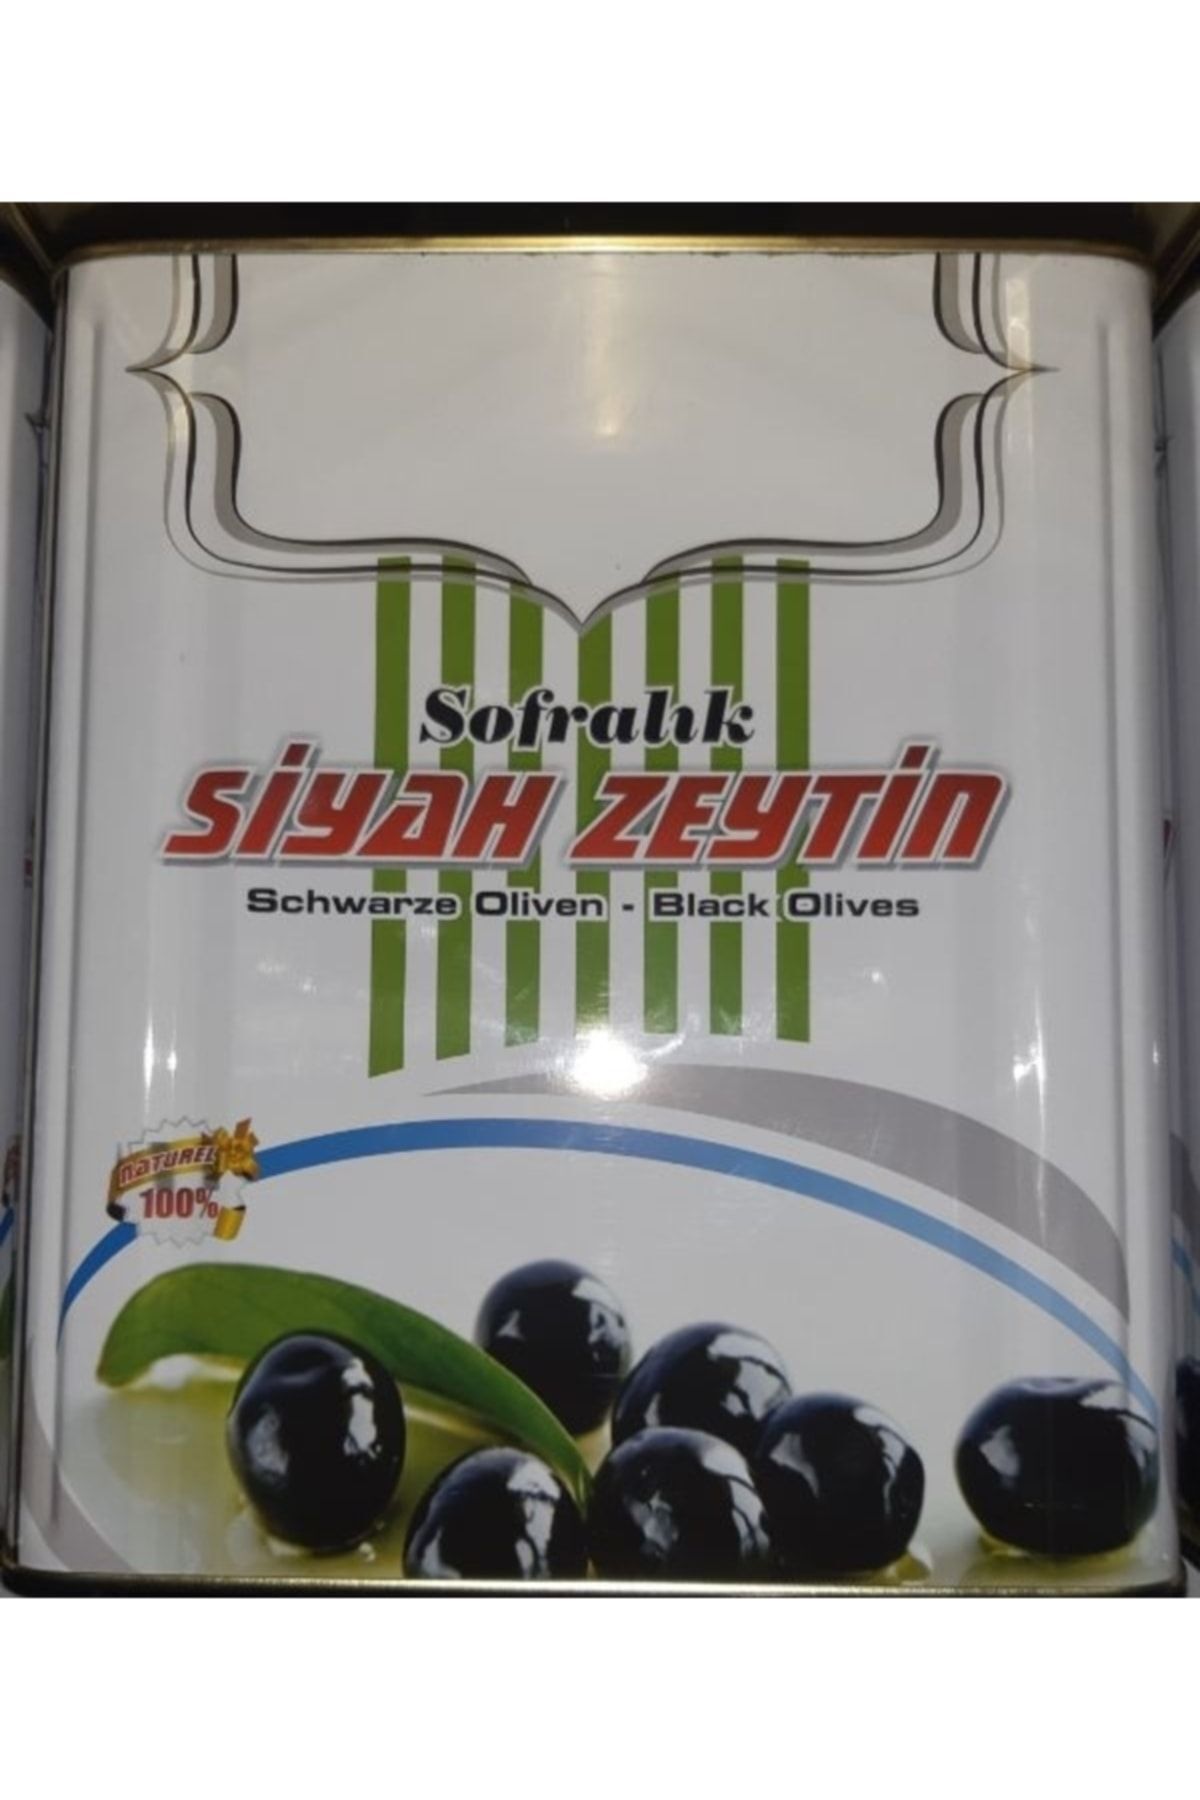 Sofralık
SİYAH ZEYTİN
Schwarze Oliven - Black Olives
NATUREL
100%